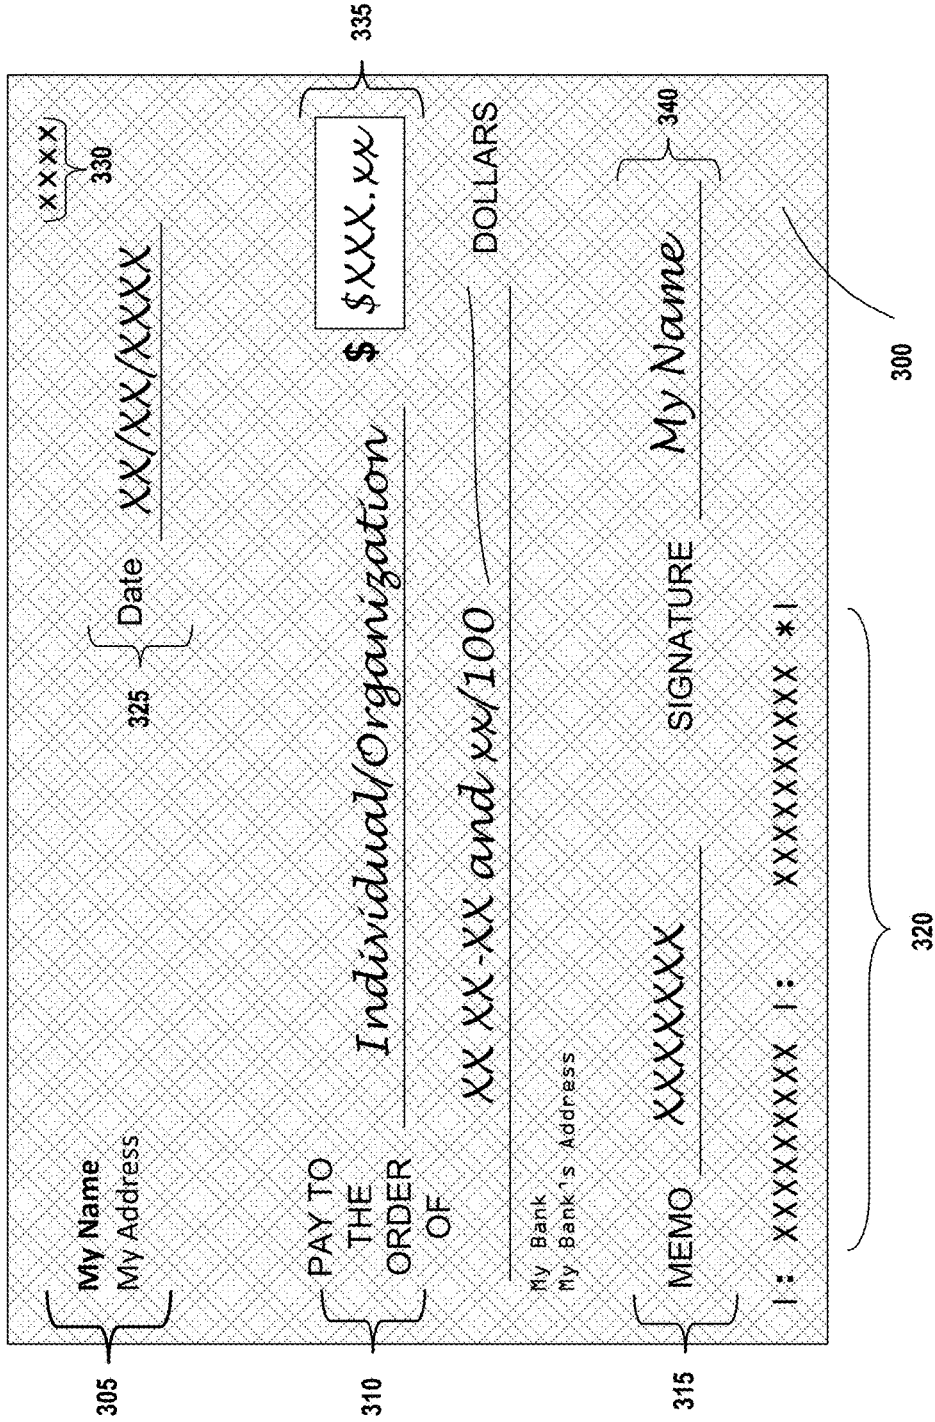 xxxx
330
305
My Name
My Address
325
Date xx/xx/xxxx
310
PAY TO
THE
ORDER
OF
Individual/Organization
$ $xxx.xx
335
xx xx-xx and xx/100 DOLLARS
My Bank
My Bank's Address
315
MEMO xxxxxxx
SIGNATURE My Name
340
|: XXXXXXXXX |: XXXXXXXXXX *|
320
300